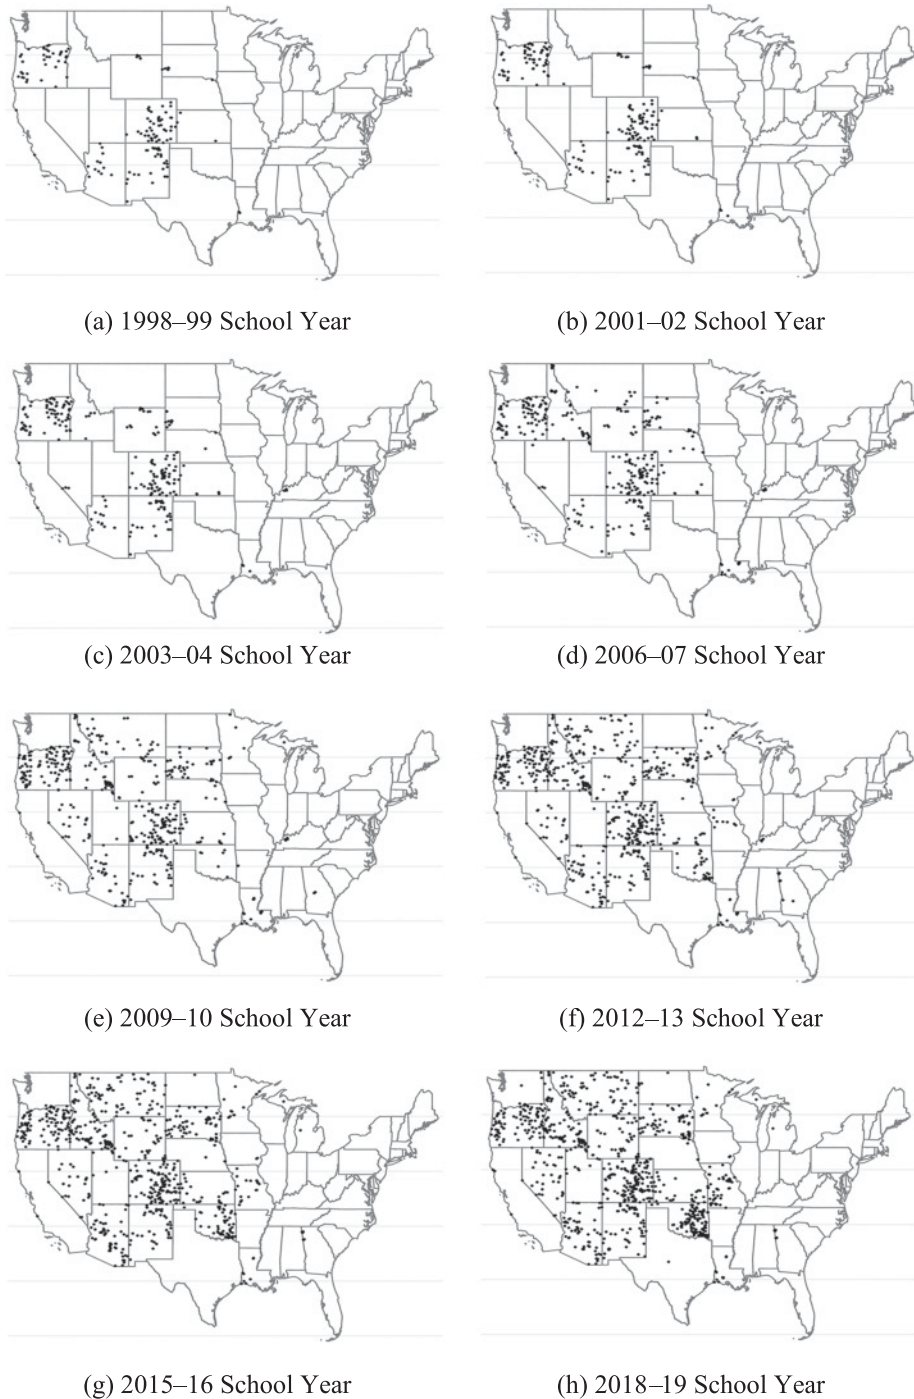 (a) 1998–99 School Year
(b) 2001–02 School Year
(c) 2003–04 School Year
(d) 2006–07 School Year
(e) 2009–10 School Year
(f) 2012–13 School Year
(g) 2015–16 School Year
(h) 2018–19 School Year